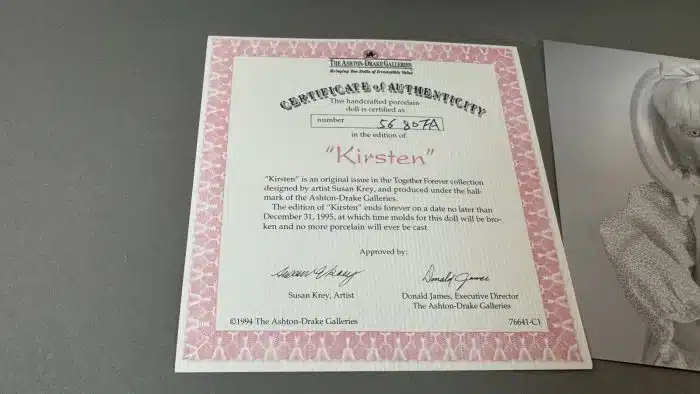 THE ASHTON-DRAKE GALLERIES
Bringing You Dolls of Irresistible Value
CERTIFICATE of AUTHENTICITY
This handcrafted porcelain
doll is certified as
number 56 807A
in the edition of
"Kirsten"
"Kirsten" is an original issue in the Together Forever collection
designed by artist Susan Krey, and produced under the hall-
mark of the Ashton-Drake Galleries.
The edition of "Kirsten" ends forever on a date no later than
December 31, 1995, at which time molds for this doll will be bro-
ken and no more porcelain will ever be cast.
Approved by:
Susan Krey Donald James
Susan Krey, Artist Donald James, Executive Director
The Ashton-Drake Galleries
©1994 The Ashton-Drake Galleries 76641-C1